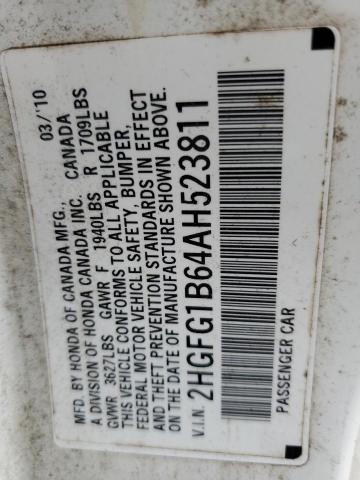 MFD. BY HONDA OF CANADA MFG., 03/'10
A DIVISION OF HONDA CANADA INC. CANADA
GVWR 3627LBS GAWR F 1940LBS R 1709LBS
THIS VEHICLE CONFORMS TO ALL APPLICABLE
FEDERAL MOTOR VEHICLE SAFETY, BUMPER,
AND THEFT PREVENTION STANDARDS IN EFFECT
ON THE DATE OF MANUFACTURE SHOWN ABOVE.
V.I.N. 2HGFG1B64AH523811
PASSENGER CAR